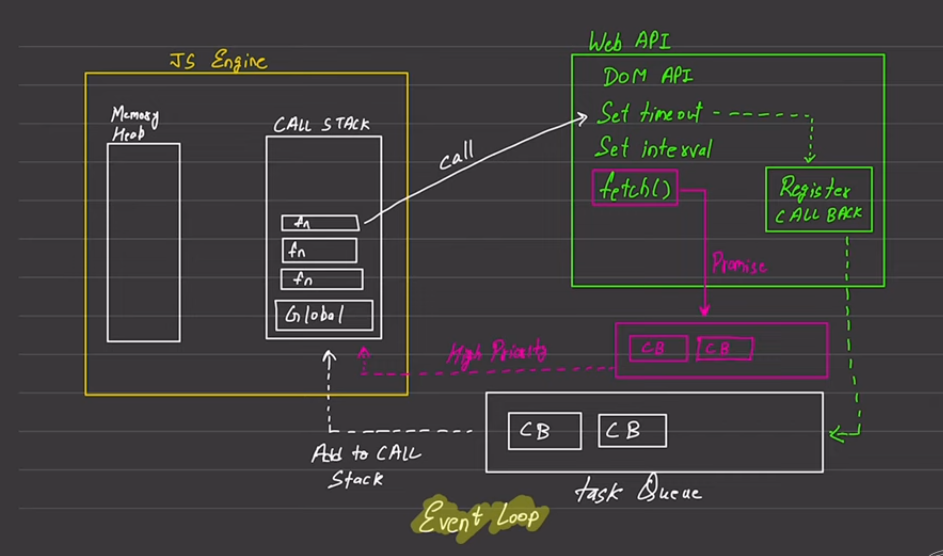 JS Engine
Memory
Heap
CALL STACK
fn
fn
fn
Global
call
Web API
DOM API
Set timeout
Set interval
fetch()
Register
CALL BACK
Promise
CB
CB
High Priority
CB
CB
task Queue
Add to CALL
Stack
Event Loop